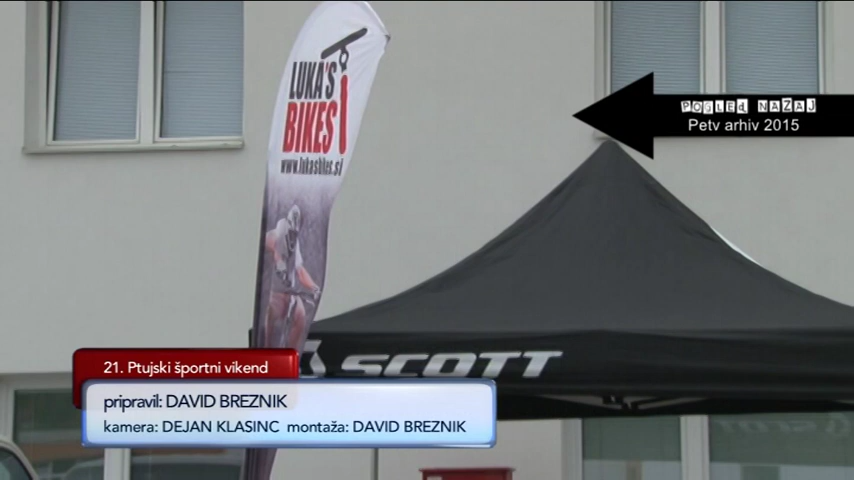 LUKA'S
BIKES
www.lukasbikes.si
POGLED NAZAJ
Petv arhiv 2015
SCOTT
21. Ptujski športni vikend
pripravil: DAVID BREZNIK
kamera: DEJAN KLASINC montaža: DAVID BREZNIK